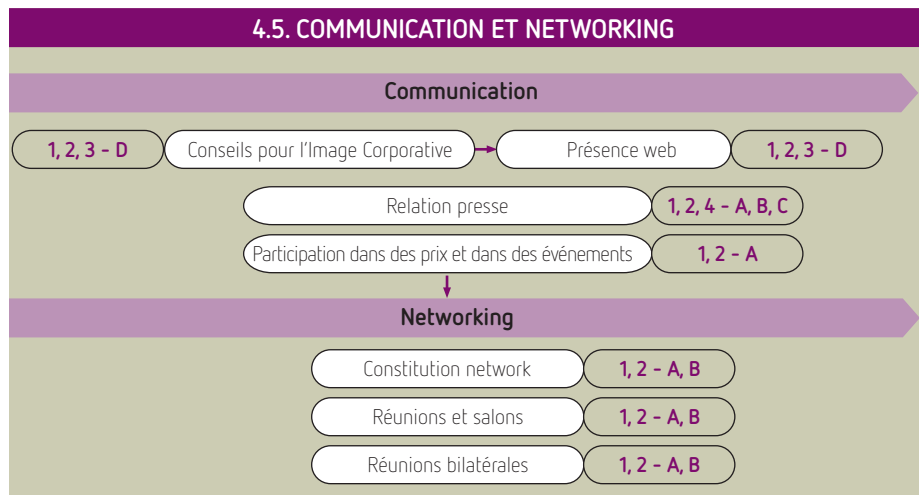 4.5. COMMUNICATION ET NETWORKING
Communication
1, 2, 3 - D Conseils pour l'Image Corporative Présence web 1, 2, 3 - D
Relation presse 1, 2, 4 - A, B, C
Participation dans des prix et dans des événements 1, 2 - A
Networking
Constitution network 1, 2 - A, B
Réunions et salons 1, 2 - A, B
Réunions bilatérales 1, 2 - A, B